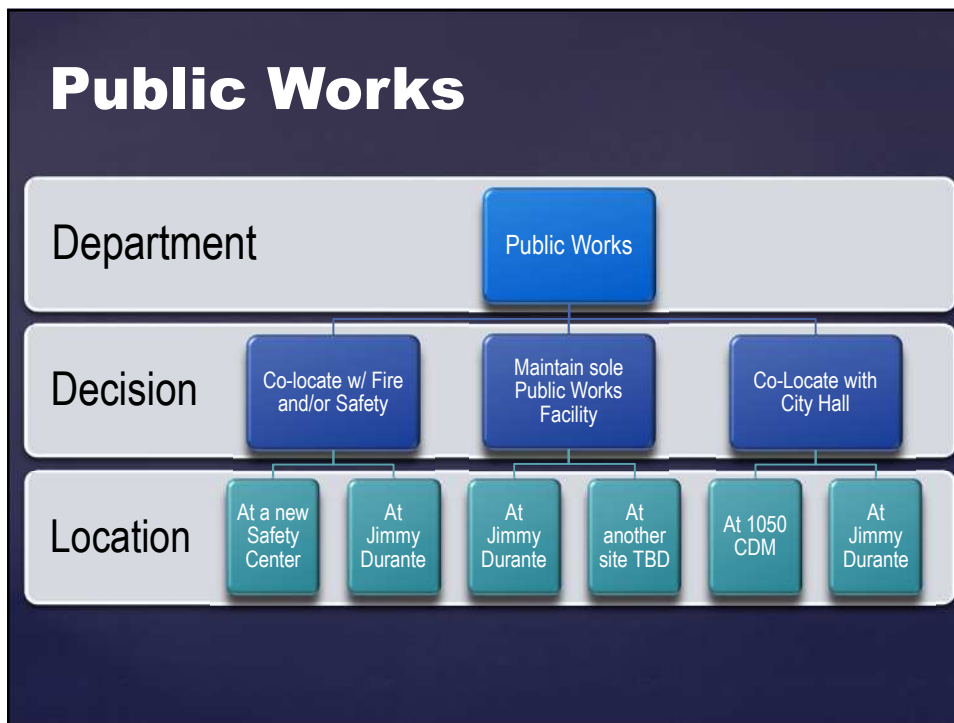 Public Works
Department
Public Works
Decision
Co-locate w/ Fire
and/or Safety
Maintain sole
Public Works
Facility
Co-Locate with
City Hall
Location
At a new
Safety
Center
At
Jimmy
Durante
At
Jimmy
Durante
At
another
site TBD
At 1050
CDM
At
Jimmy
Durante